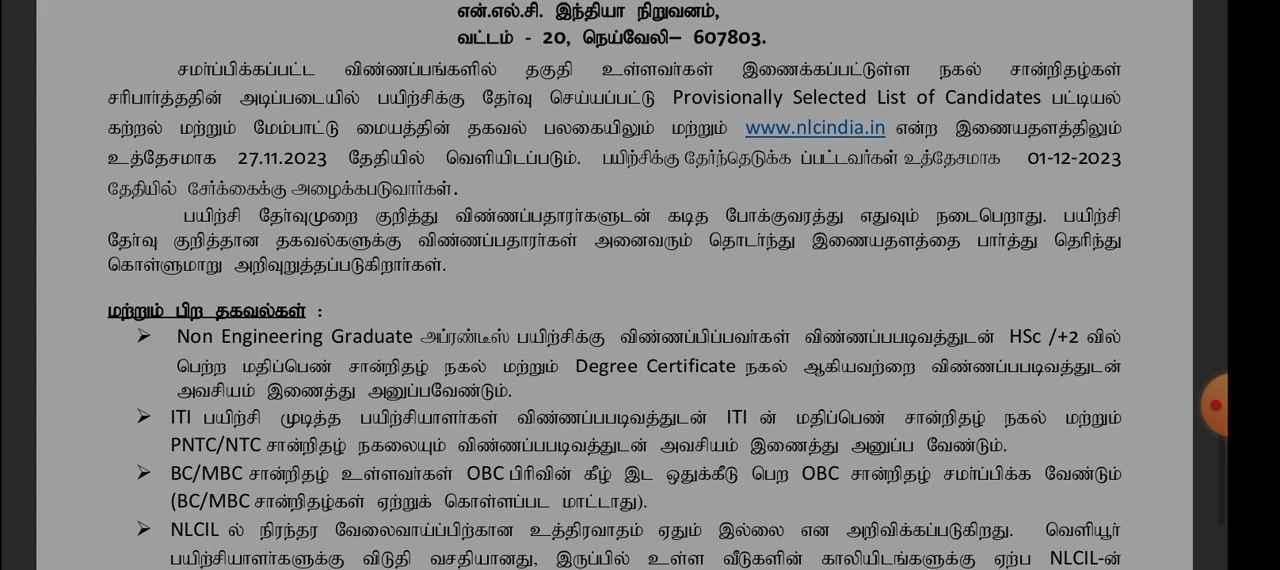 என்.எல்.சி. இந்தியா நிறுவனம்,
வட்டம் - 20, நெய்வேலி– 607803.
சமர்ப்பிக்கப்பட்ட விண்ணப்பங்களில் தகுதி உள்ளவர்கள் இணைக்கப்பட்டுள்ள நகல் சான்றிதழ்கள்
சரிபார்த்ததின் அடிப்படையில் பயிற்சிக்கு தேர்வு செய்யப்பட்டு Provisionally Selected List of Candidates பட்டியல்
கற்றல் மற்றும் மேம்பாட்டு மையத்தின் தகவல் பலகையிலும் மற்றும் www.nlcindia.in என்ற இணையதளத்திலும்
உத்தேசமாக 27.11.2023 தேதியில் வெளியிடப்படும். பயிற்சிக்கு தேர்ந்தெடுக்க ப்பட்டவர்கள் உத்தேசமாக 01-12-2023
தேதியில் சேர்க்கைக்கு அழைக்கபடுவார்கள்.
பயிற்சி தேர்வுமுறை குறித்து விண்ணப்பதாரர்களுடன் கடித போக்குவரத்து எதுவும் நடைபெறாது. பயிற்சி
தேர்வு குறித்தான தகவல்களுக்கு விண்ணப்பதாரர்கள் அனைவரும் தொடர்ந்து இணையதளத்தை பார்த்து தெரிந்து
கொள்ளுமாறு அறிவுறுத்தப்படுகிறார்கள்.
மற்றும் பிற தகவல்கள் :
➢ Non Engineering Graduate அப்ரண்டீஸ் பயிற்சிக்கு விண்ணப்பிப்பவர்கள் விண்ணப்பபடிவத்துடன் HSc /+2 வில்
பெற்ற மதிப்பெண் சான்றிதழ் நகல் மற்றும் Degree Certificate நகல் ஆகியவற்றை விண்ணப்பபடிவத்துடன்
அவசியம் இணைத்து அனுப்பவேண்டும்.
➢ ITI பயிற்சி முடித்த பயிற்சியாளர்கள் விண்ணப்பபடிவத்துடன் ITI ன் மதிப்பெண் சான்றிதழ் நகல் மற்றும்
PNTC/NTC சான்றிதழ் நகலையும் விண்ணப்பபடிவத்துடன் அவசியம் இணைத்து அனுப்ப வேண்டும்.
➢ BC/MBC சான்றிதழ் உள்ளவர்கள் OBC பிரிவின் கீழ் இட ஒதுக்கீடு பெற OBC சான்றிதழ் சமர்ப்பிக்க வேண்டும்
(BC/MBC சான்றிதழ்கள் ஏற்றுக் கொள்ளப்பட மாட்டாது).
➢ NLCIL ல் நிரந்தர வேலைவாய்ப்பிற்கான உத்திரவாதம் ஏதும் இல்லை என அறிவிக்கப்படுகிறது. வெளியூர்
பயிற்சியாளர்களுக்கு விடுதி வசதியானது, இருப்பில் உள்ள வீடுகளின் காலியிடங்களுக்கு ஏற்ப NLCIL-ன்